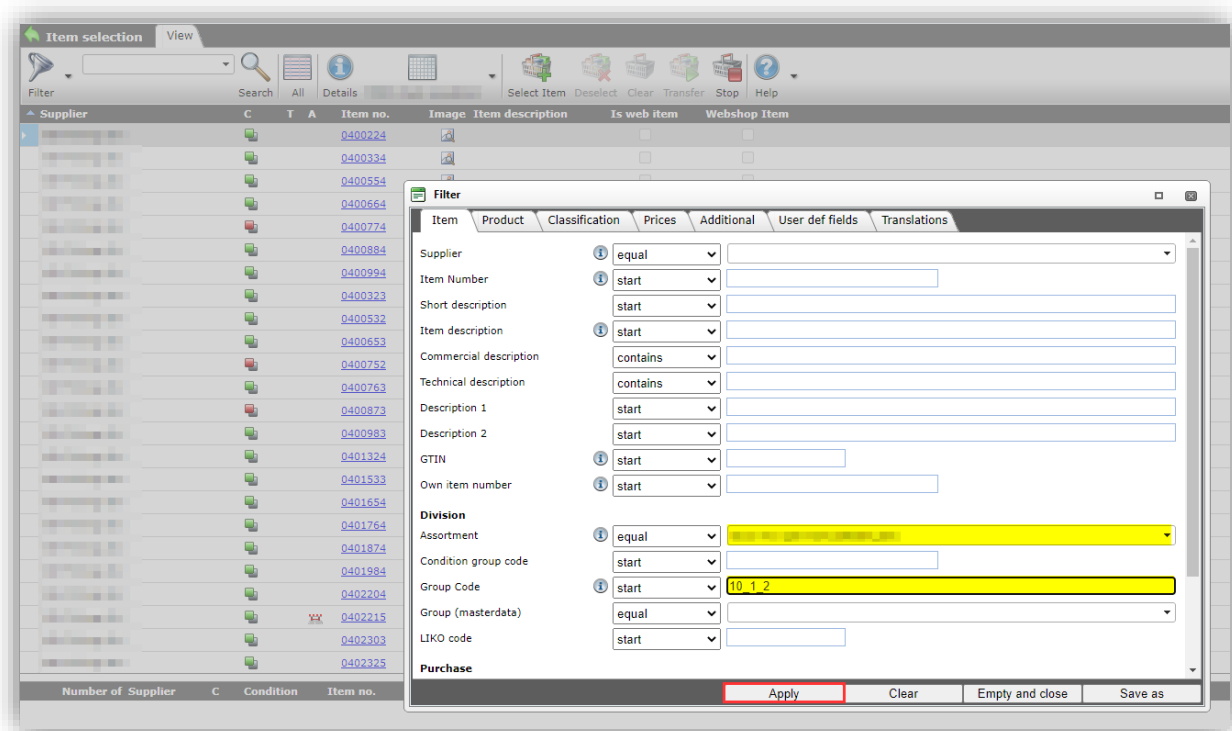 Item selection View
Filter Search All Details Select Item Deselect Clear Transfer Stop Help
Supplier C T A Item no. Image Item description Is web item Webshop Item
0400224
0400334
0400554
0400664
0400774
0400884
0400994
0400323
0400532
0400653
0400752
0400763
0400873
0400983
0401324
0401533
0401654
0401764
0401874
0401984
0402204
0402215
0402303
0402325
Number of Supplier C Condition Item no.
Filter
Item Product Classification Prices Additional User def fields Translations
Supplier equal
Item Number start
Short description start
Item description start
Commercial description contains
Technical description contains
Description 1 start
Description 2 start
GTIN start
Own item number start
Division
Assortment equal
Condition group code start
Group Code start 10_1_2
Group (masterdata) equal
LIKO code start
Purchase
Apply Clear Empty and close Save as